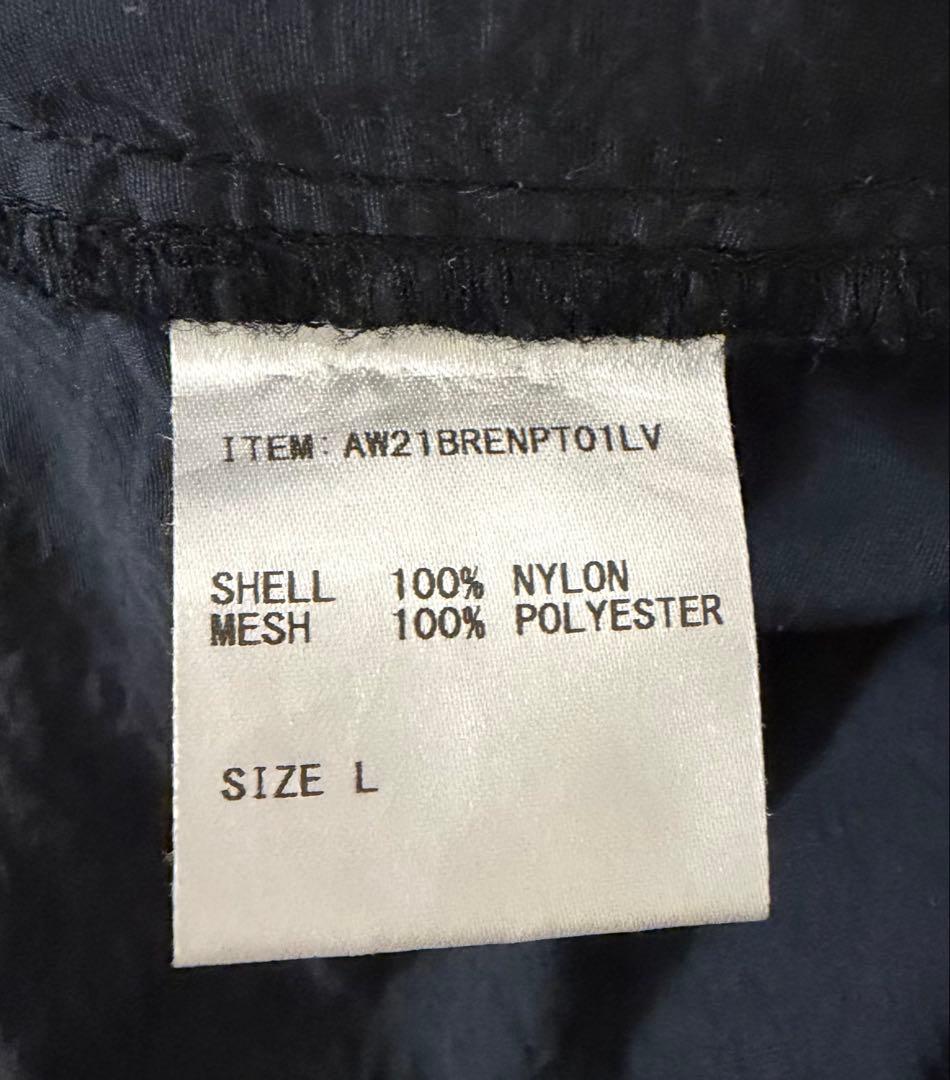 ITEM: AW21BRENPT01LV
SHELL 100% NYLON
MESH 100% POLYESTER
SIZE L